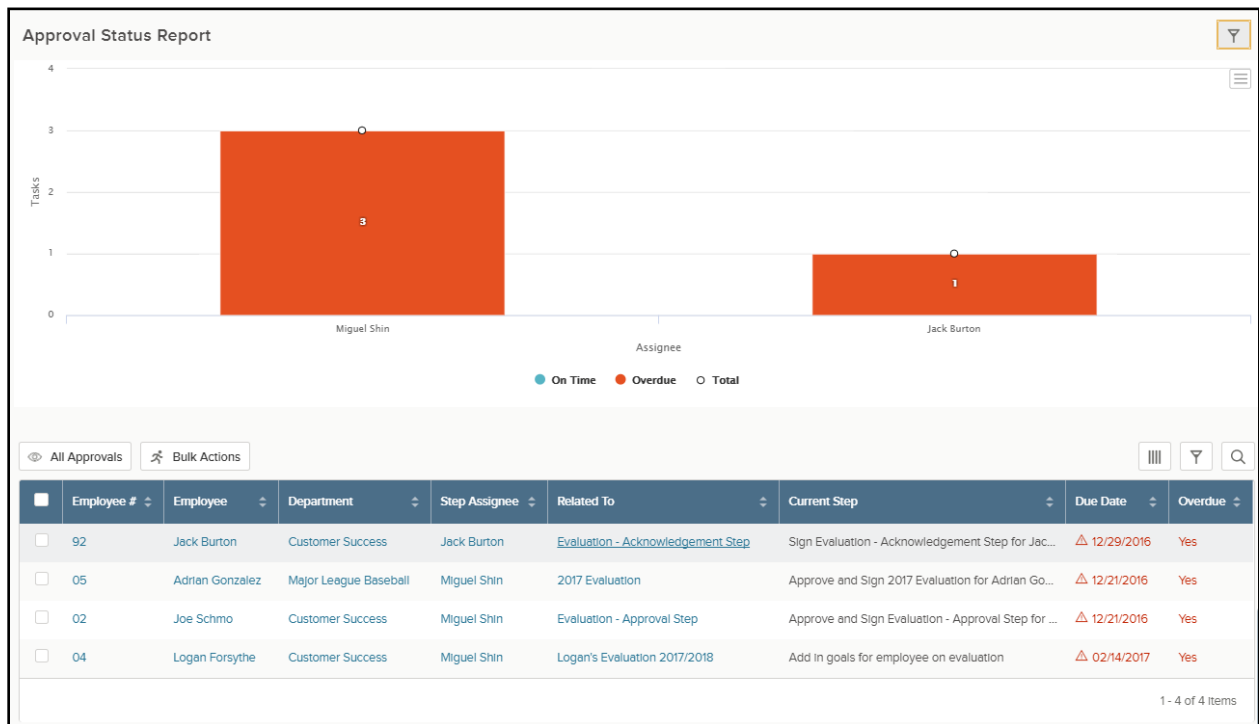 Approval Status Report
4
3
2
1
0
Tasks
3
1
Miguel Shin Jack Burton
Assignee
On Time Overdue Total
All Approvals Bulk Actions
Employee # Employee Department Step Assignee Related To Current Step Due Date Overdue
92 Jack Burton Customer Success Jack Burton Evaluation - Acknowledgement Step Sign Evaluation - Acknowledgement Step for Jac... 12/29/2016 Yes
05 Adrian Gonzalez Major League Baseball Miguel Shin 2017 Evaluation Approve and Sign 2017 Evaluation for Adrian Go... 12/21/2016 Yes
02 Joe Schmo Customer Success Miguel Shin Evaluation - Approval Step Approve and Sign Evaluation - Approval Step for ... 12/21/2016 Yes
04 Logan Forsythe Customer Success Miguel Shin Logan's Evaluation 2017/2018 Add in goals for employee on evaluation 02/14/2017 Yes
1 - 4 of 4 items